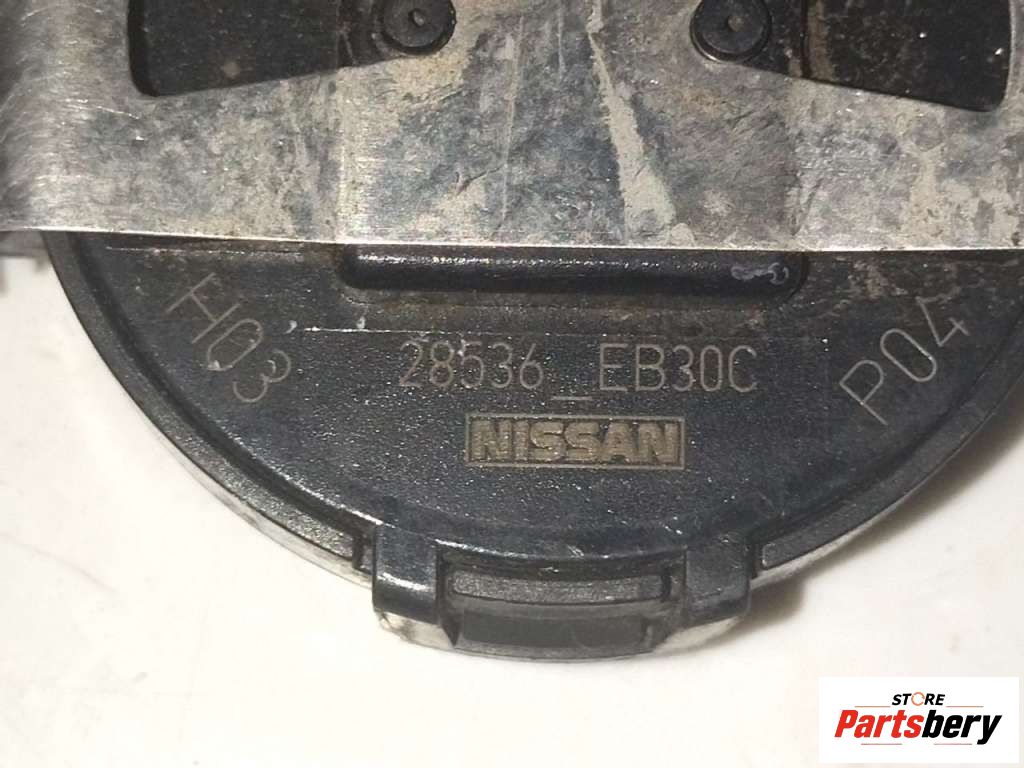 H03
28536_EB30C
P04
NISSAN
STORE
Partsbery